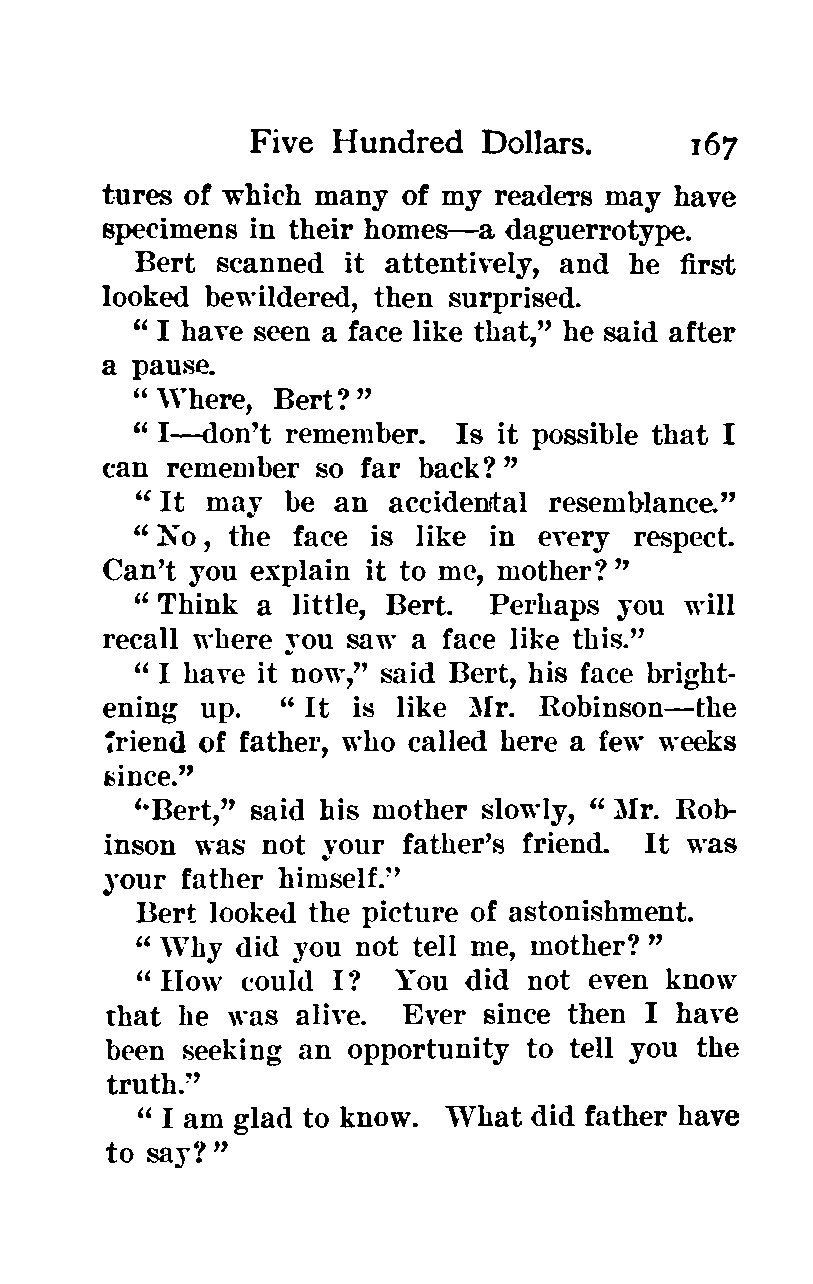 Five Hundred Dollars. 167
tures of which many of my readers may have
specimens in their homes—a daguerrotype.
Bert scanned it attentively, and he first
looked bewildered, then surprised.
“ I have seen a face like that,” he said after
a pause.
“ Where, Bert? ”
“ I—don’t remember. Is it possible that I
can remember so far back? ”
“ It may be an accidental resemblance.”
“ No, the face is like in every respect.
Can’t you explain it to me, mother? ”
“ Think a little, Bert. Perhaps you will
recall where you saw a face like this.”
“ I have it now,” said Bert, his face bright-
ening up. “ It is like Mr. Robinson—the
friend of father, who called here a few weeks
since.”
“Bert,” said his mother slowly, “ Mr. Rob-
inson was not your father’s friend. It was
your father himself.”
Bert looked the picture of astonishment.
“ Why did you not tell me, mother? ”
“ How could I? You did not even know
that he was alive. Ever since then I have
been seeking an opportunity to tell you the
truth.”
“ I am glad to know. What did father have
to say? ”